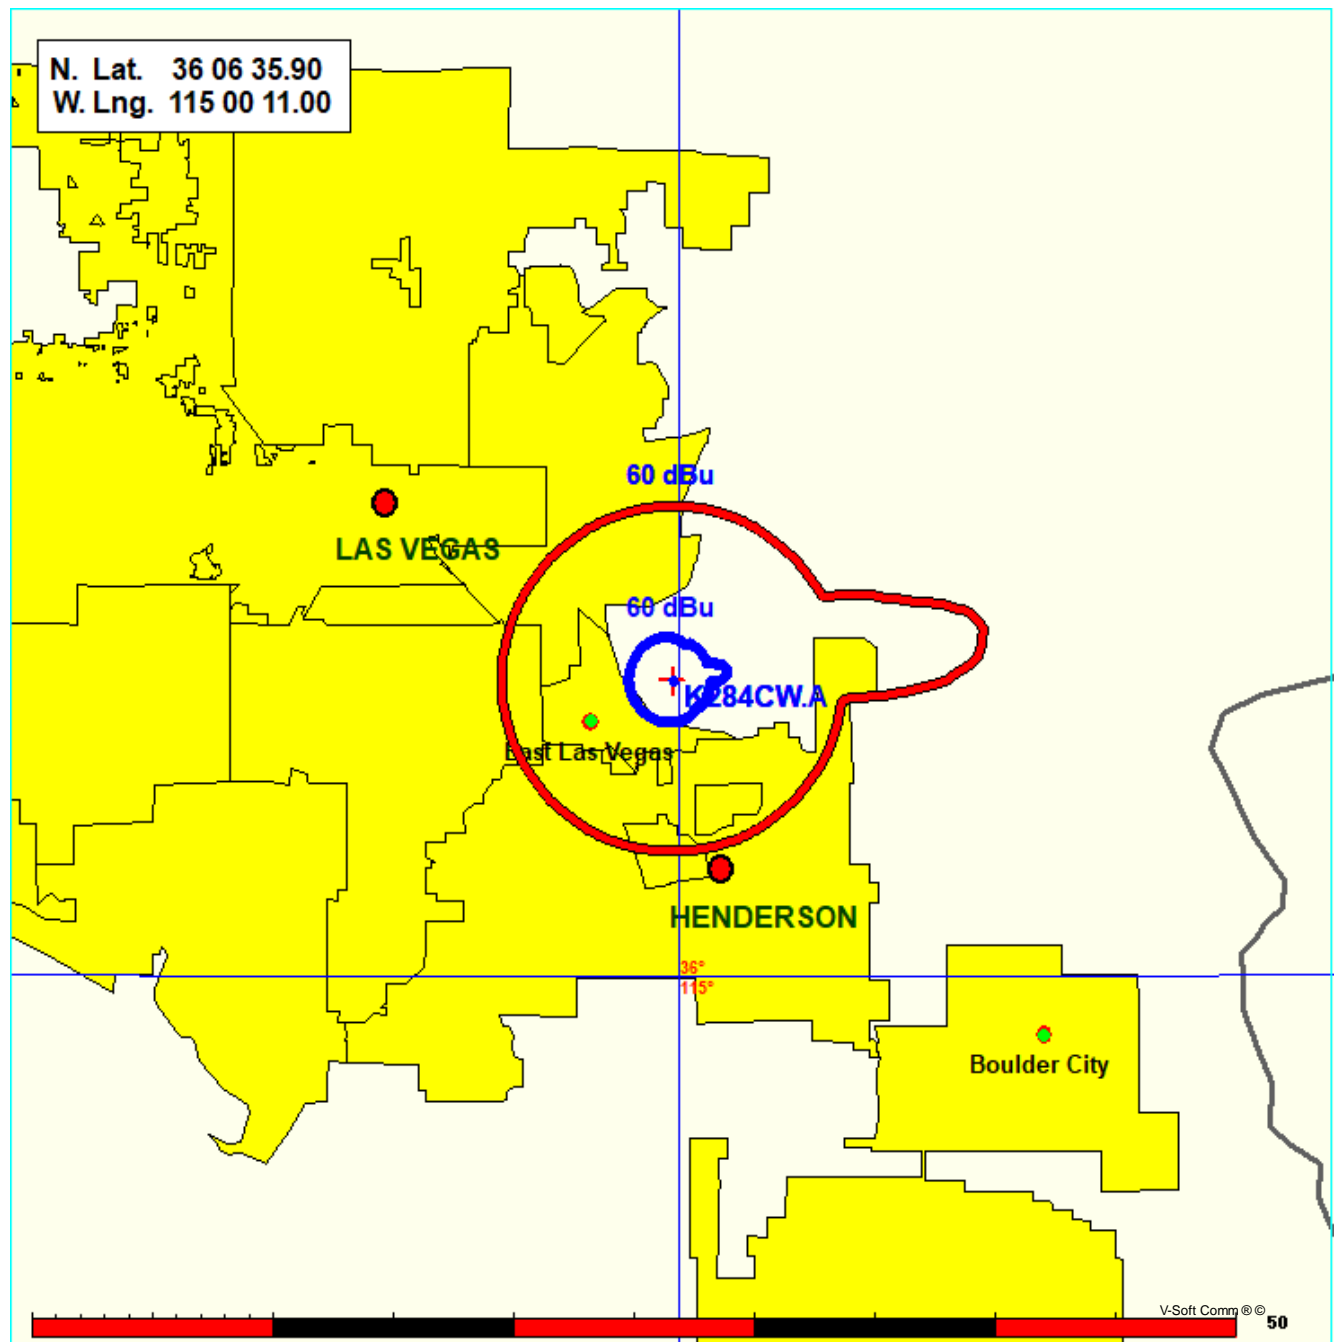 N. Lat. 36 06 35.90
W. Lng. 115 00 11.00
60 dBu
LAS VEGAS
60 dBu
K284CW.A
East Las Vegas
HENDERSON
36°
115°
Boulder City
V-Soft Comm ® ©
50